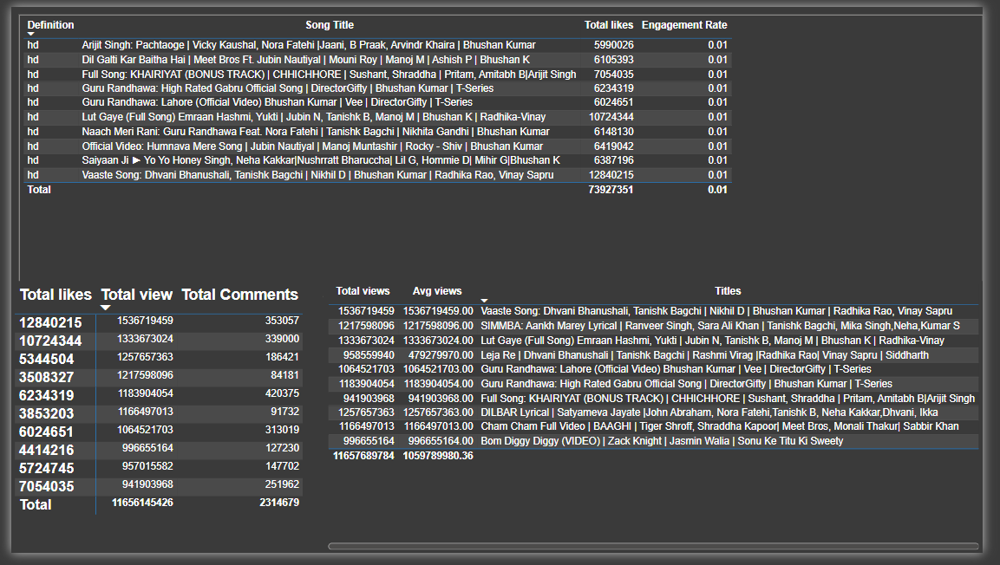 Definition Song Title Total likes Engagement Rate
hd Arijit Singh: Pachtaoge | Vicky Kaushal, Nora Fatehi |Jaani, B Praak, Arvindr Khaira | Bhushan Kumar 5990026 0.01
hd Dil Galti Kar Baitha Hai | Meet Bros Ft. Jubin Nautiyal | Mouni Roy | Manoj M | Ashish P | Bhushan K 6105393 0.01
hd Full Song: KHAIRIYAT (BONUS TRACK) | CHHICHHORE | Sushant, Shraddha | Pritam, Amitabh B|Arijit Singh 7054035 0.01
hd Guru Randhawa: High Rated Gabru Official Song | DirectorGifty | Bhushan Kumar | T-Series 6234319 0.01
hd Guru Randhawa: Lahore (Official Video) Bhushan Kumar | Vee | DirectorGifty | T-Series 6024651 0.01
hd Lut Gaye (Full Song) Emraan Hashmi, Yukti | Jubin N, Tanishk B, Manoj M | Bhushan K | Radhika-Vinay 10724344 0.01
hd Naach Meri Rani: Guru Randhawa Feat. Nora Fatehi | Tanishk Bagchi | Nikhita Gandhi | Bhushan Kumar 6148130 0.01
hd Official Video: Humnava Mere Song | Jubin Nautiyal | Manoj Muntashir | Rocky - Shiv | Bhushan Kumar 6419042 0.01
hd Saiyaan Ji ► Yo Yo Honey Singh, Neha Kakkar|Nushrratt Bharuccha| Lil G, Hommie D| Mihir G|Bhushan K 6387196 0.01
hd Vaaste Song: Dhvani Bhanushali, Tanishk Bagchi | Nikhil D | Bhushan Kumar | Radhika Rao, Vinay Sapru 12840215 0.01
Total 73927351 0.01
Total likes Total view Total Comments
12840215 1536719459 353057
10724344 1333673024 339000
5344504 1257657363 186421
3508327 1217598096 84181
6234319 1183904054 420375
3853203 1166497013 91732
6024651 1064521703 313019
4414216 996655164 127230
5724745 957015582 147702
7054035 941903968 251962
Total 11656145426 2314679
Total views Avg views Titles
1536719459 1536719459.00 Vaaste Song: Dhvani Bhanushali, Tanishk Bagchi | Nikhil D | Bhushan Kumar | Radhika Rao, Vinay Sapru
1217598096 1217598096.00 SIMMBA: Aankh Marey Lyrical | Ranveer Singh, Sara Ali Khan | Tanishk Bagchi, Mika Singh,Neha,Kumar S
1333673024 1333673024.00 Lut Gaye (Full Song) Emraan Hashmi, Yukti | Jubin N, Tanishk B, Manoj M | Bhushan K | Radhika-Vinay
958559940 479279970.00 Leja Re | Dhvani Bhanushali | Tanishk Bagchi | Rashmi Virag |Radhika Rao| Vinay Sapru | Siddharth
1064521703 1064521703.00 Guru Randhawa: Lahore (Official Video) Bhushan Kumar | Vee | DirectorGifty | T-Series
1183904054 1183904054.00 Guru Randhawa: High Rated Gabru Official Song | DirectorGifty | Bhushan Kumar | T-Series
941903968 941903968.00 Full Song: KHAIRIYAT (BONUS TRACK) | CHHICHHORE | Sushant, Shraddha | Pritam, Amitabh B|Arijit Singh
1257657363 1257657363.00 DILBAR Lyrical | Satyameva Jayate |John Abraham, Nora Fatehi,Tanishk B, Neha Kakkar,Dhvani, Ikka
1166497013 1166497013.00 Cham Cham Full Video | BAAGHI | Tiger Shroff, Shraddha Kapoor| Meet Bros, Monali Thakur| Sabbir Khan
996655164 996655164.00 Bom Diggy Diggy (VIDEO) | Zack Knight | Jasmin Walia | Sonu Ke Titu Ki Sweety
11657689784 1059789980.36